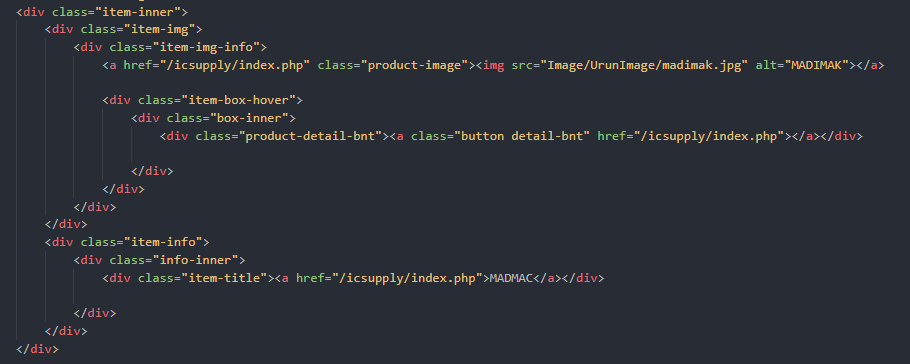 <div class="item-inner">
<div class="item-img">
<div class="item-img-info">
<a href="/icsupply/index.php" class="product-image"><img src="Image/UrunImage/madimak.jpg" alt="MADIMAK"></a>
<div class="item-box-hover">
<div class="box-inner">
<div class="product-detail-bnt"><a class="button detail-bnt" href="/icsupply/index.php"></a></div>
</div>
</div>
</div>
</div>
<div class="item-info">
<div class="info-inner">
<div class="item-title"><a href="/icsupply/index.php">MADMAC</a></div>
</div>
</div>
</div>